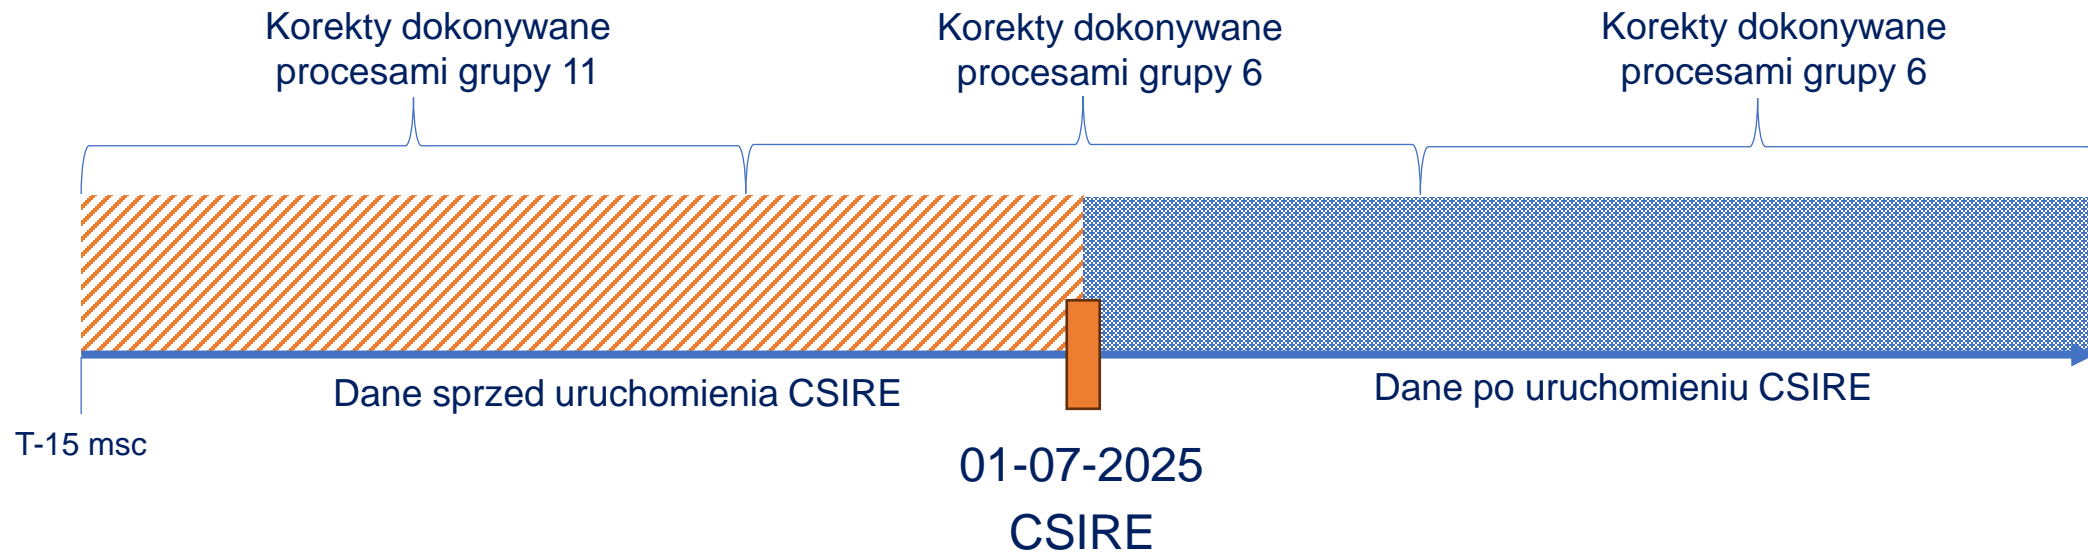 Korekty dokonywane
procesami grupy 11
Korekty dokonywane
procesami grupy 6
Korekty dokonywane
procesami grupy 6
Dane sprzed uruchomienia CSIRE
Dane po uruchomieniu CSIRE
T-15 msc
01-07-2025
CSIRE